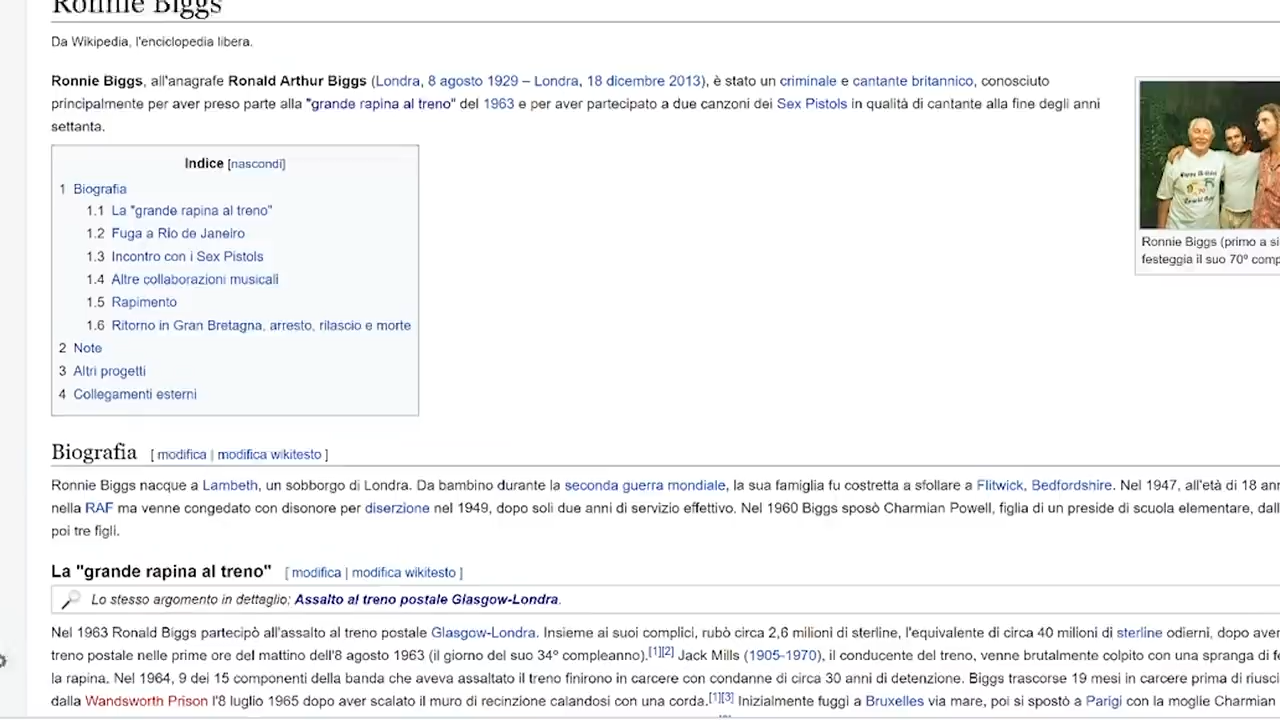 Ronnie Biggs
Da Wikipedia, l'enciclopedia libera.
Ronnie Biggs, all'anagrafe Ronald Arthur Biggs (Londra, 8 agosto 1929 – Londra, 18 dicembre 2013), è stato un criminale e cantante britannico, conosciuto
principalmente per aver preso parte alla "grande rapina al treno" del 1963 e per aver partecipato a due canzoni dei Sex Pistols in qualità di cantante alla fine degli anni
settanta.
Ronnie Biggs (primo a si
festeggia il suo 70º comp
Indice [nascondi]
1 Biografia
1.1 La "grande rapina al treno"
1.2 Fuga a Rio de Janeiro
1.3 Incontro con i Sex Pistols
1.4 Altre collaborazioni musicali
1.5 Rapimento
1.6 Ritorno in Gran Bretagna, arresto, rilascio e morte
2 Note
3 Altri progetti
4 Collegamenti esterni
Biografia [ modifica | modifica wikitesto ]
Ronnie Biggs nacque a Lambeth, un sobborgo di Londra. Da bambino durante la seconda guerra mondiale, la sua famiglia fu costretta a sfollare a Flitwick, Bedfordshire. Nel 1947, all'età di 18 anr
nella RAF ma venne congedato con disonore per diserzione nel 1949, dopo soli due anni di servizio effettivo. Nel 1960 Biggs sposò Charmian Powell, figlia di un preside di scuola elementare, dall
poi tre figli.
La "grande rapina al treno" [ modifica | modifica wikitesto ]
Lo stesso argomento in dettaglio: Assalto al treno postale Glasgow-Londra.
Nel 1963 Ronald Biggs partecipò all'assalto al treno postale Glasgow-Londra. Insieme ai suoi complici, rubò circa 2,6 milioni di sterline, l'equivalente di circa 40 milioni di sterline odierni, dopo aver
treno postale nelle prime ore del mattino dell'8 agosto 1963 (il giorno del suo 34º compleanno).[1][2] Jack Mills (1905-1970), il conducente del treno, venne brutalmente colpito con una spranga di fe
la rapina. Nel 1964, 9 dei 15 componenti della banda che aveva assaltato il treno finirono in carcere con condanne di circa 30 anni di detenzione. Biggs trascorse 19 mesi in carcere prima di riusci
dalla Wandsworth Prison l'8 luglio 1965 dopo aver scalato il muro di recinzione calandosi con una corda.[1][3] Inizialmente fuggì a Bruxelles via mare, poi si spostò a Parigi con la moglie Charmian